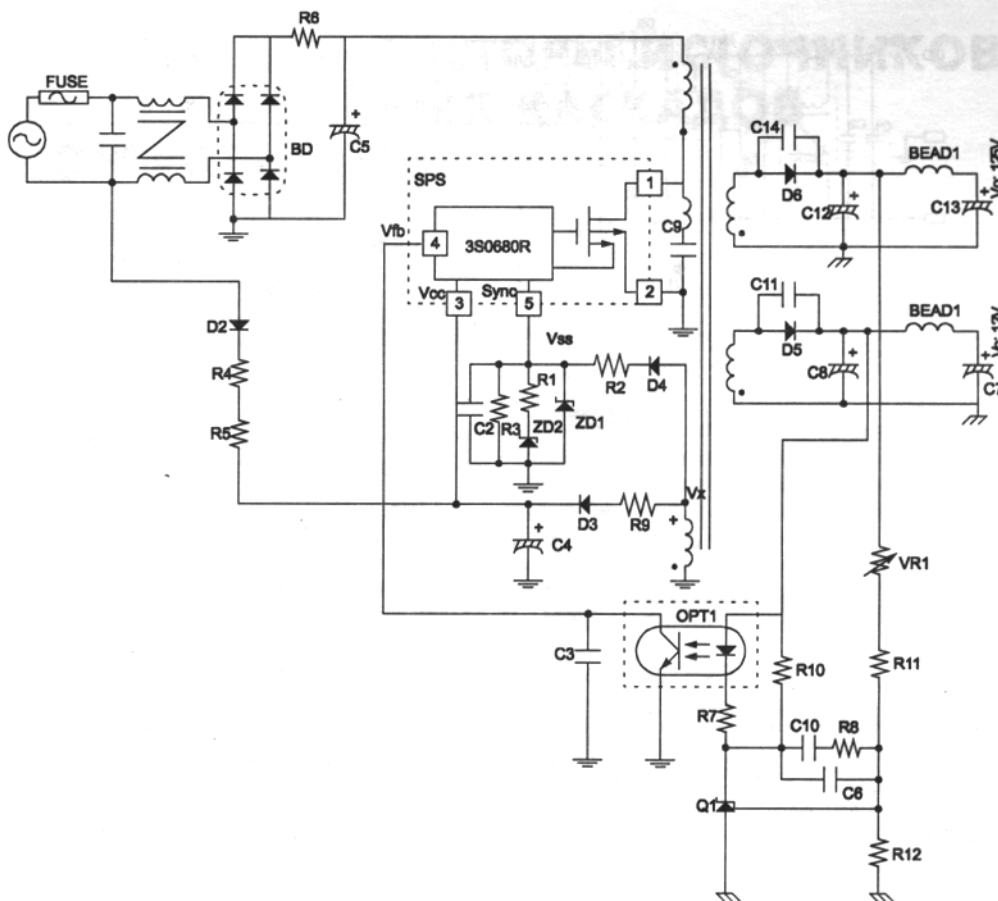 R6
FUSE
BD
+
C5
SPS
Vfb
4
3S0680R
1
2
Vcc
3
Sync
5
C9
C14
D6
+
C12
BEAD1
+
C13
C11
D5
+
C8
BEAD1
+
D2
R4
R5
Vss
C2
R3
R1
ZD2
ZD1
R2
D4
D3
R9
Vx
+
+
C4
OPT1
C3
R7
R10
VR1
R11
C10
R8
C6
Q1
R12